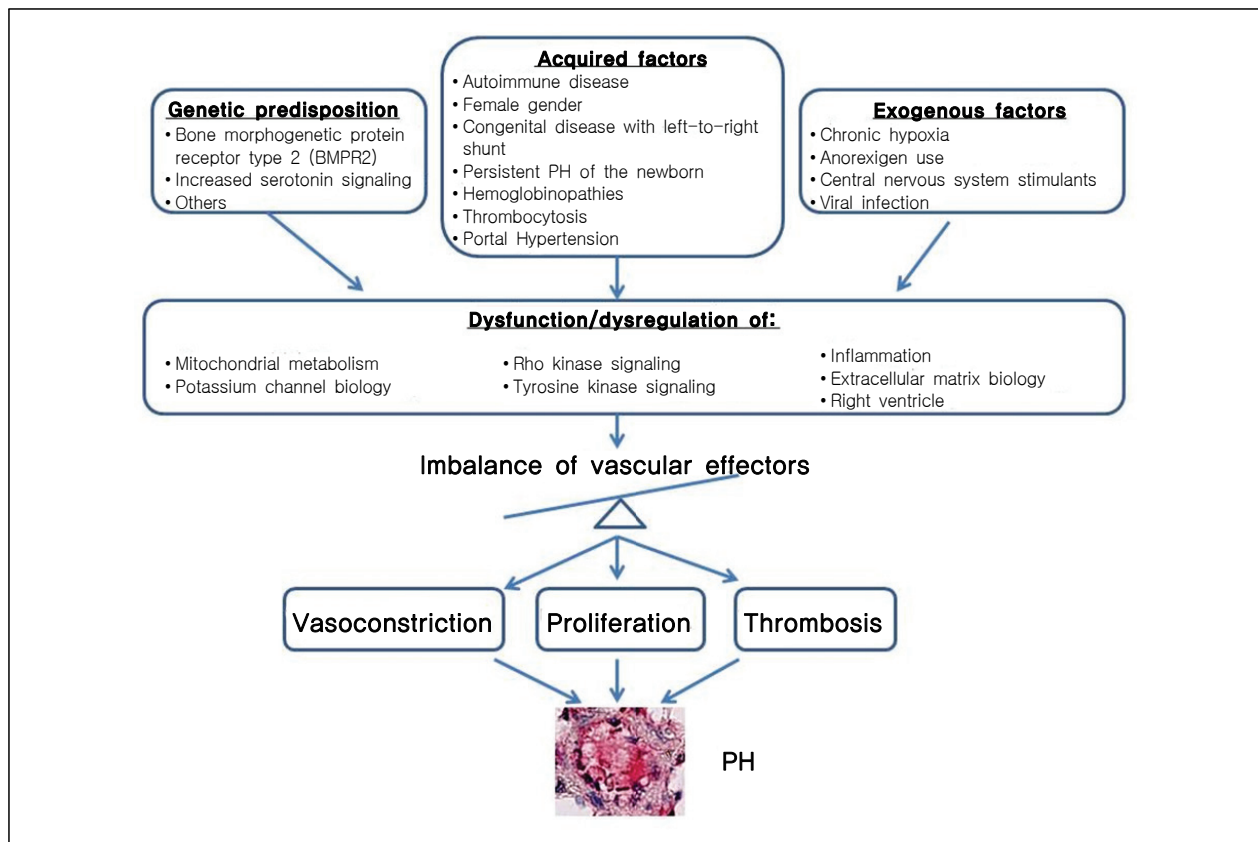 Genetic predisposition
• Bone morphogenetic protein
receptor type 2 (BMPR2)
• Increased serotonin signaling
• Others
Acquired factors
• Autoimmune disease
• Female gender
• Congenital disease with left-to-right
shunt
• Persistent PH of the newborn
• Hemoglobinopathies
• Thrombocytosis
• Portal Hypertension
Exogenous factors
• Chronic hypoxia
• Anorexigen use
• Central nervous system stimulants
• Viral infection
Dysfunction/dysregulation of:
• Mitochondrial metabolism
• Potassium channel biology
• Rho kinase signaling
• Tyrosine kinase signaling
• Inflammation
• Extracellular matrix biology
• Right ventricle
Imbalance of vascular effectors
Vasoconstriction
Proliferation
Thrombosis
PH